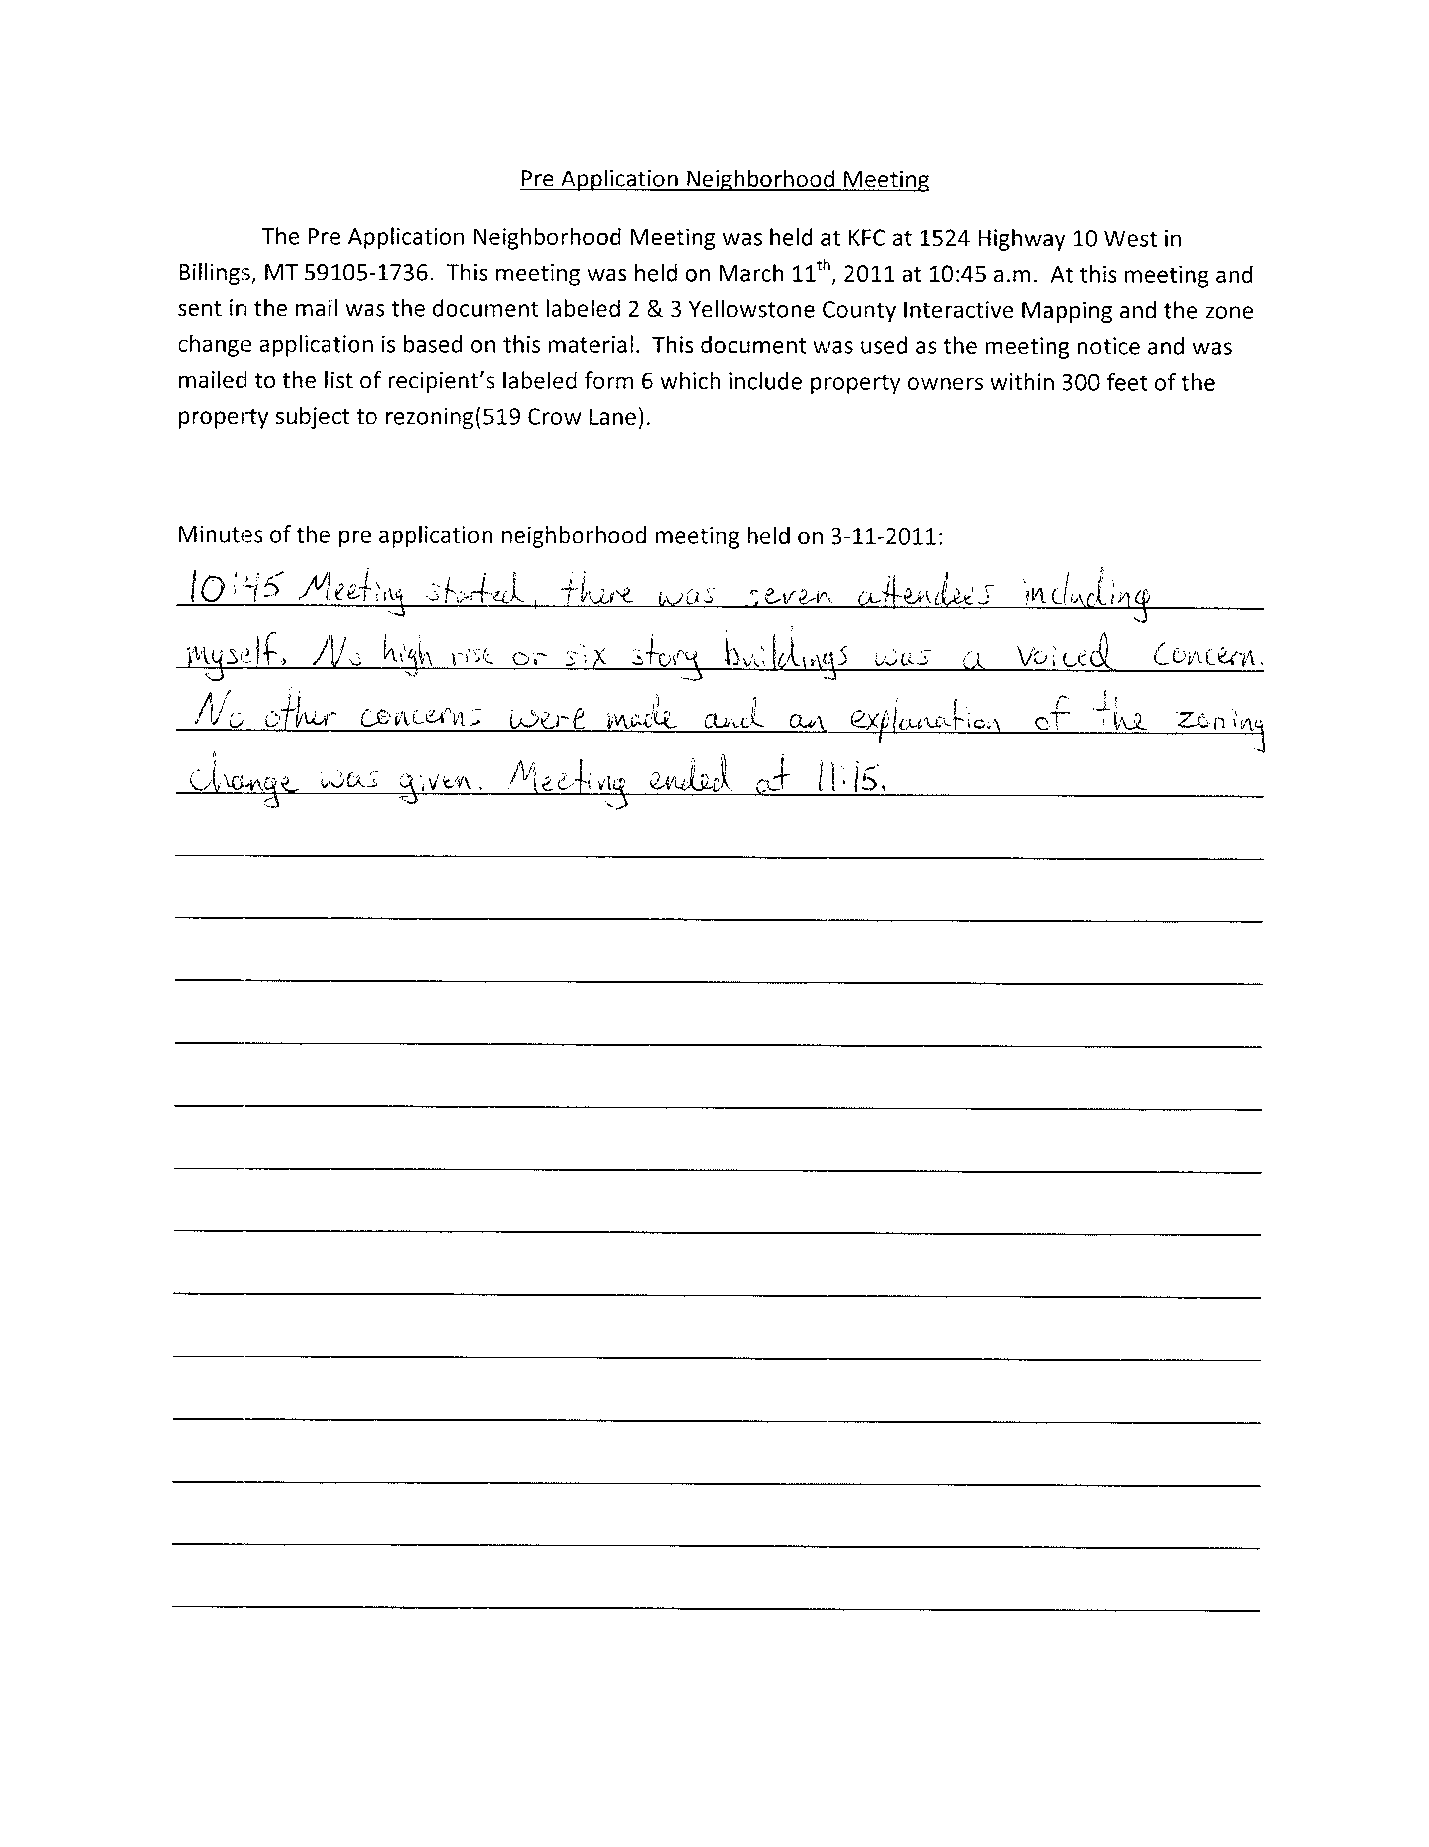 Pre Application Neighborhood Meeting
The Pre Application Neighborhood Meeting was held at KFC at 1524 Highway 10 West in
Billings, MT 59105-1736.  This meeting was held on March 11th, 2011 at 10:45 a.m.  At this meeting and
sent in the mail was the document labeled 2 & 3 Yellowstone County Interactive Mapping and the zone
change application is based on this material.  This document was used as the meeting notice and was
mailed to the list of recipient's labeled form 6 which include property owners within 300 feet of the
property subject to rezoning(519 Crow Lane).
Minutes of the pre application neighborhood meeting held on 3-11-2011:
10:45 Meeting started, there was seven attendees including
myself. No high rise or six story buildings was a voiced concern.
No other concerns were made and an explanation of the zoning
change was given. Meeting ended at 11:15.